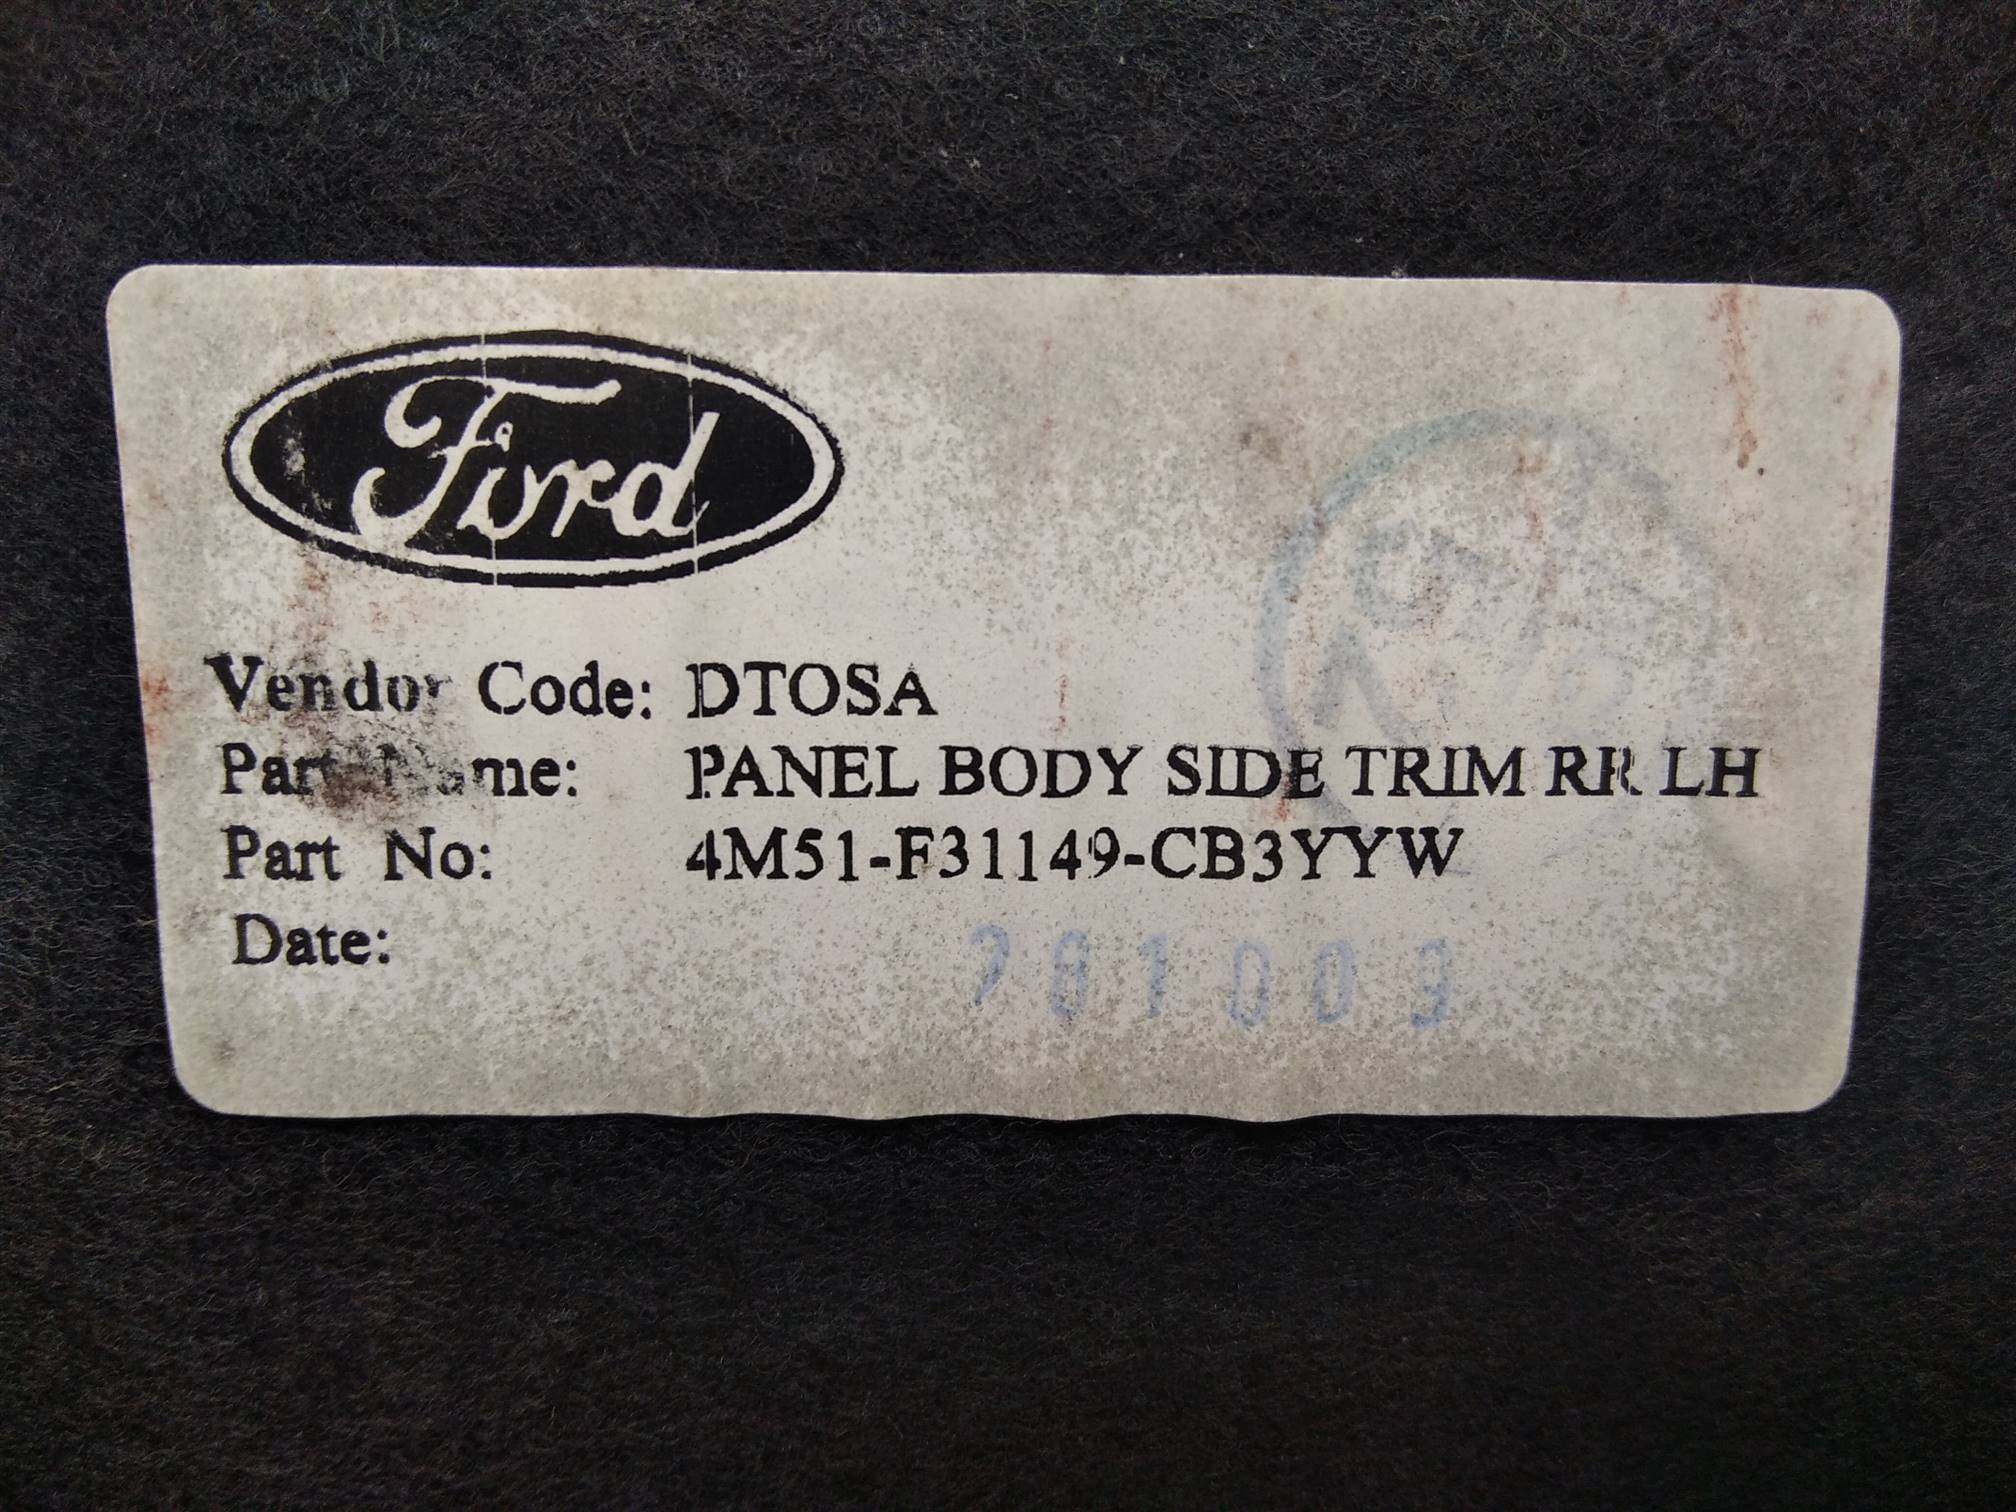 Ford
Vendor Code: DTOSA
Part Name: PANEL BODY SIDE TRIM RR LH
Part No: 4M51-F31149-CB3YYW
Date: